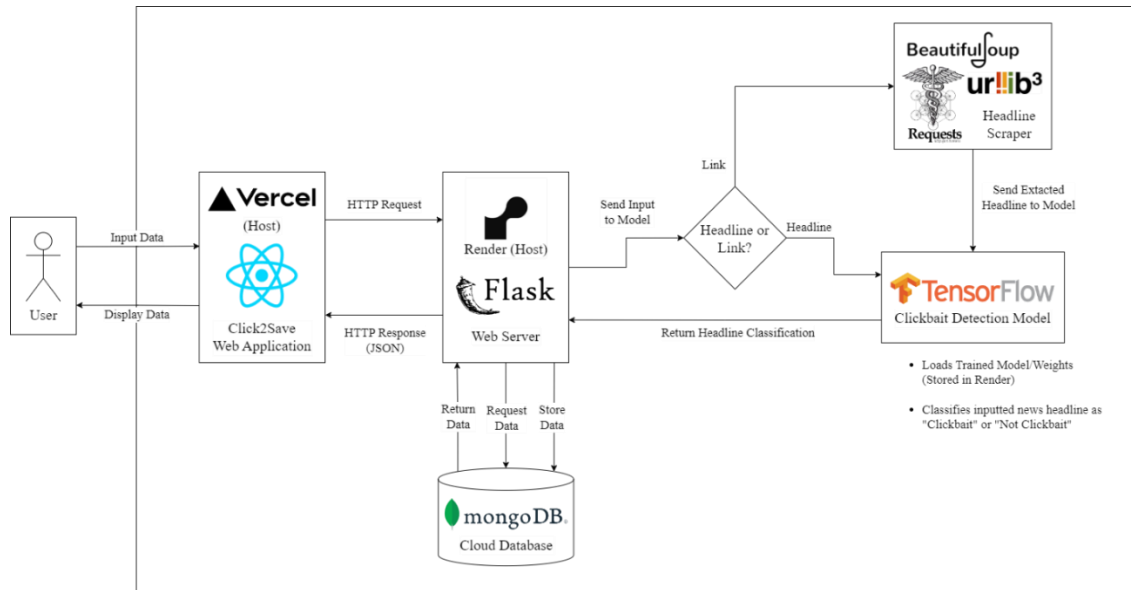 BeautifulSoup
urllib3
Requests
Headline
Scraper
Link
Send Extacted
Headline to Model
Vercel
(Host)
HTTP Request
Render (Host)
Send Input
to Model
Headline or
Link?
Headline
Input Data
Flask
TensorFlow
User
Display Data
Click2Save
Web Application
HTTP Response
(JSON)
Web Server
Return Headline Classification
Clickbait Detection Model
• Loads Trained Model/Weights
(Stored in Render)
• Classifies inputted news headline as
"Clickbait" or "Not Clickbait"
Return
Data
Request
Data
Store
Data
mongoDB.
Cloud Database